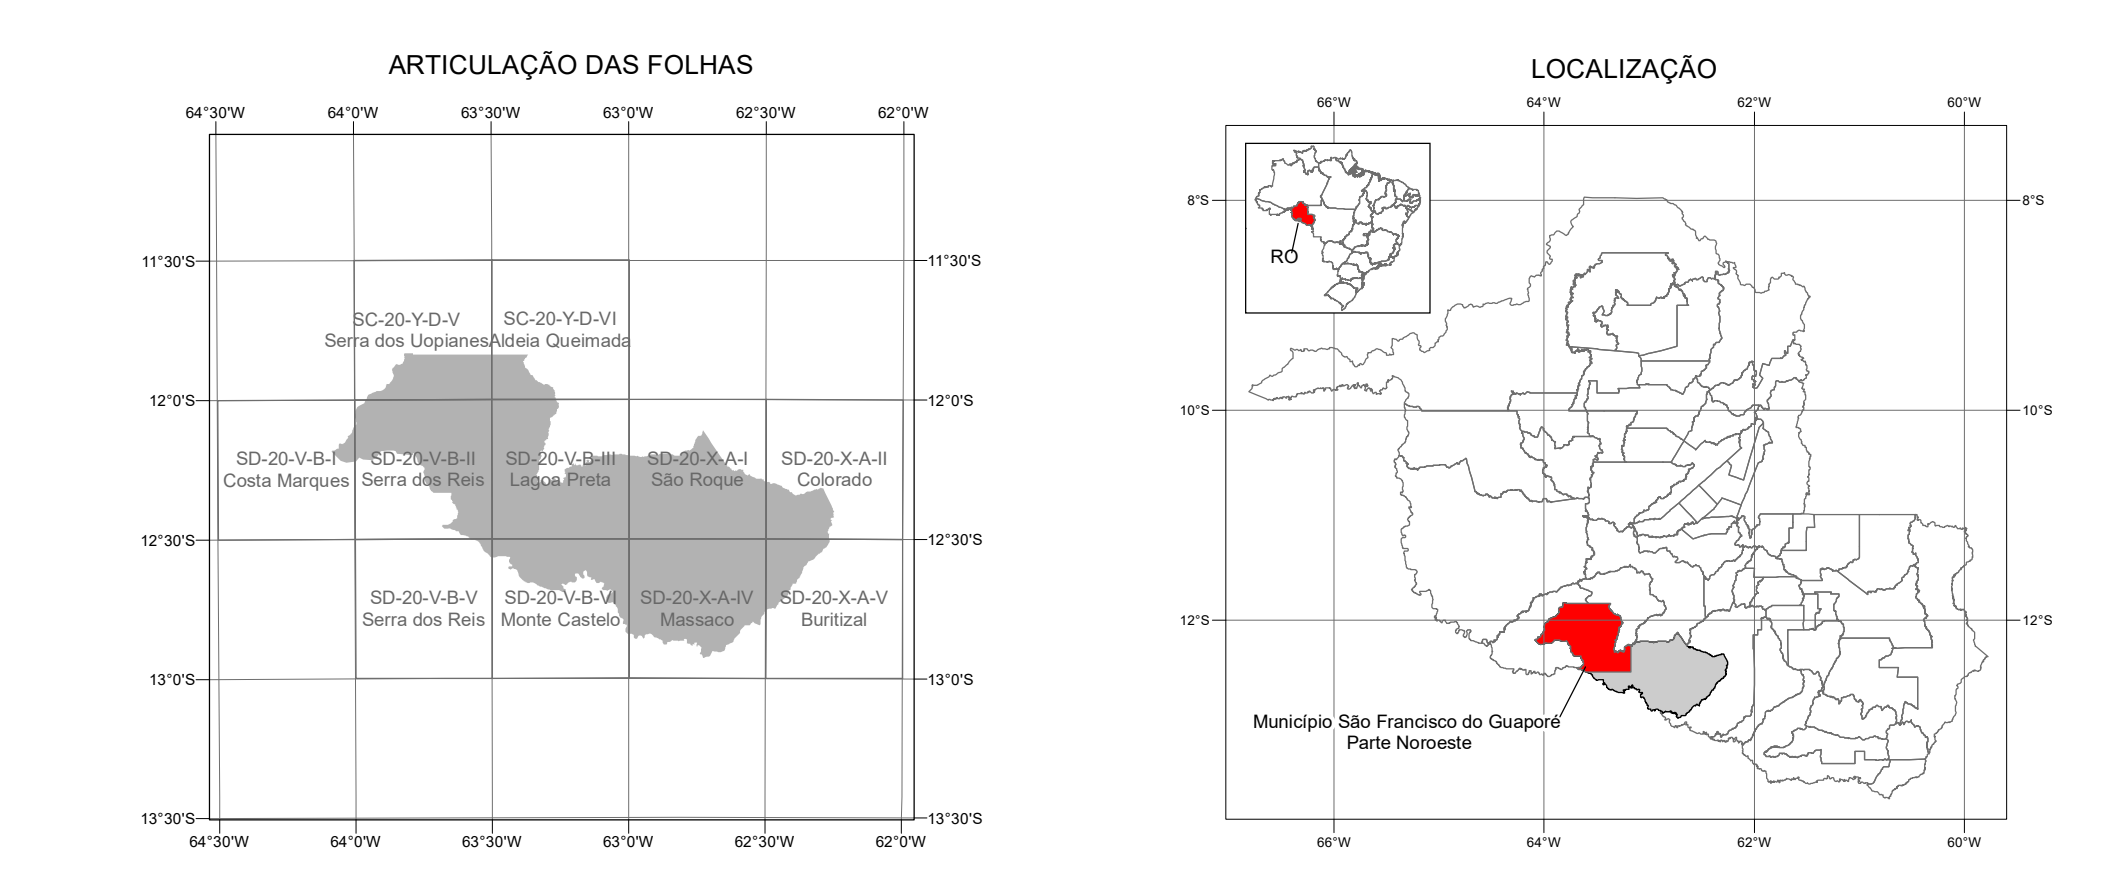 ARTICULAÇÃO DAS FOLHAS
64°30'W 64°0'W 63°30'W 63°0'W 62°30'W 62°0'W
11°30'S 11°30'S
SC-20-Y-D-V
Serra dos Uopianes
SC-20-Y-D-VI
Aldeia Queimada
12°0'S 12°0'S
SD-20-V-B-I
Costa Marques
SD-20-V-B-II
Serra dos Reis
SD-20-V-B-III
Lagoa Preta
SD-20-X-A-I
São Roque
SD-20-X-A-II
Colorado
12°30'S 12°30'S
SD-20-V-B-V
Serra dos Reis
SD-20-V-B-VI
Monte Castelo
SD-20-X-A-IV
Massaco
SD-20-X-A-V
Buritizal
13°0'S 13°0'S
13°30'S 13°30'S
64°30'W 64°0'W 63°30'W 63°0'W 62°30'W 62°0'W
LOCALIZAÇÃO
66°W 64°W 62°W 60°W
8°S 8°S
RO
10°S 10°S
12°S 12°S
Município São Francisco do Guaporé
Parte Noroeste
66°W 64°W 62°W 60°W